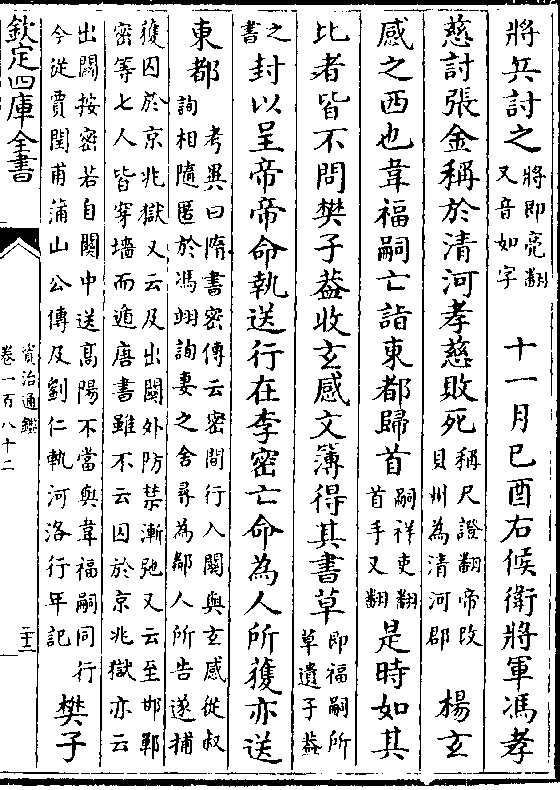 將兵討之將即亮翻又音如字　十一月己酉右候衛將軍馮孝
慈討張金稱於清河孝慈敗死稱尺證翻帝改貝州為清河郡　楊玄
感之西也韋福嗣亡詣東都歸首嗣祥吏翻首手又翻是時如其
比者皆不問樊子蓋收玄感文簿得其書草即福嗣所草遺子蓋
之書封以呈帝帝命執送行在李密亡命為人所獲亦送
東都考異曰隋書密傳云密間行入關與玄感從叔詢相隨匿於馮翊詢妻之舍尋為鄰人所告遂捕
獲囚於京兆獄又云及出關外防禁漸弛又云至邯鄲密等七人皆穿墻而遁唐書雖不云囚於京兆獄亦云
出關按密若自關中送高陽不當與韋福嗣同行今從賈閏甫蒲山公傳及劉仁軌河洛行年記　樊子
欽定四庫全書
資治通鑑
卷一百八十二
二十三